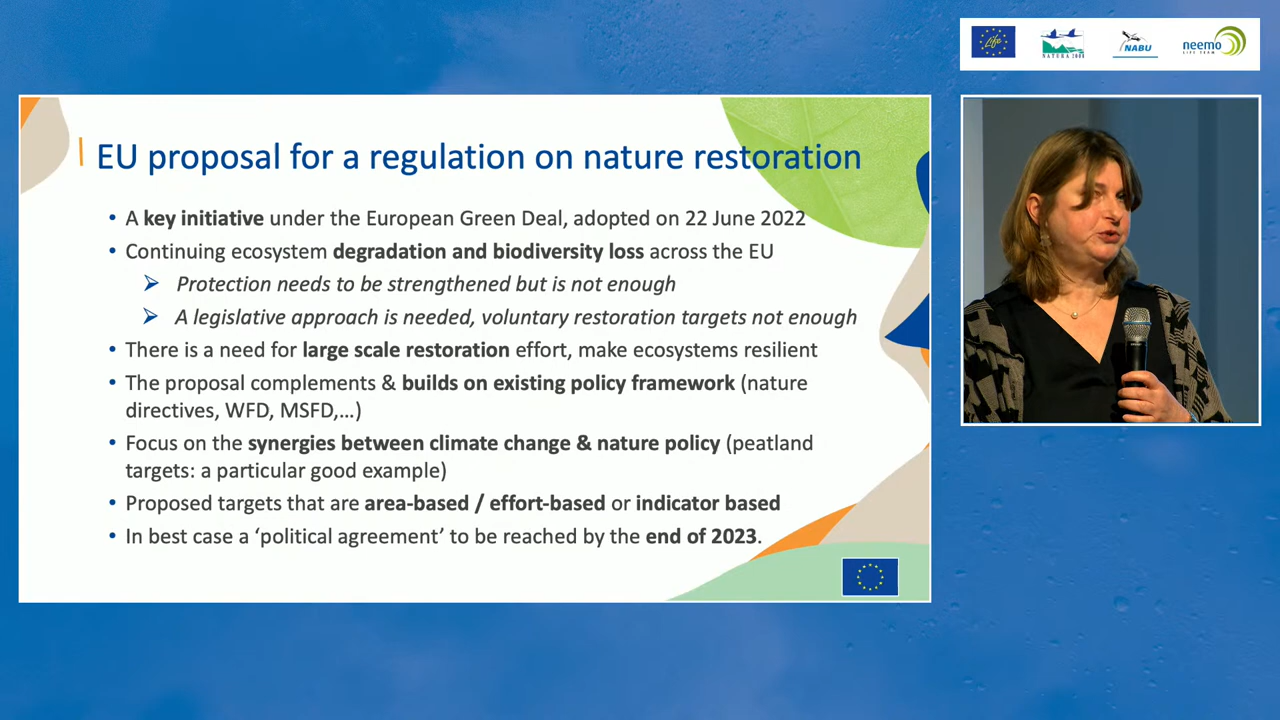 Life
NATURA 2000
NABU
neemo
LIFE TEAM
EU proposal for a regulation on nature restoration
• A key initiative under the European Green Deal, adopted on 22 June 2022
• Continuing ecosystem degradation and biodiversity loss across the EU
➢ Protection needs to be strengthened but is not enough
➢ A legislative approach is needed, voluntary restoration targets not enough
• There is a need for large scale restoration effort, make ecosystems resilient
• The proposal complements & builds on existing policy framework (nature
directives, WFD, MSFD,…)
• Focus on the synergies between climate change & nature policy (peatland
targets: a particular good example)
• Proposed targets that are area-based / effort-based or indicator based
• In best case a ‘political agreement’ to be reached by the end of 2023.